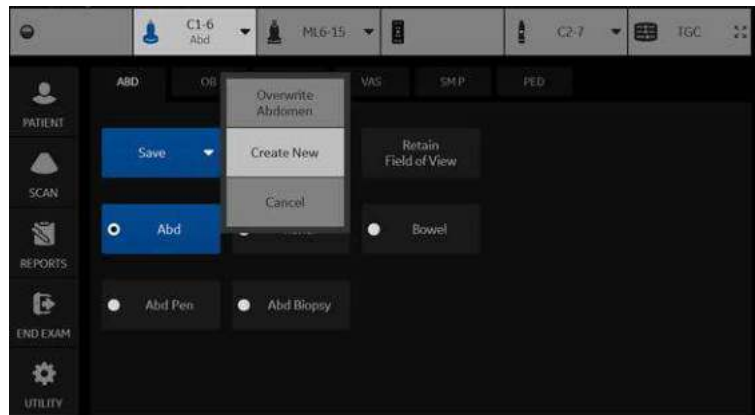 C1-6
Abd
ML6-15
C2-7
TGC
PATIENT
SCAN
REPORTS
END EXAM
UTILITY
ABD
OB
VAS
SMP
PED
Overwrite
Abdomen
Create New
Cancel
Save
Retain
Field of View
Abd
Bowel
Abd Pen
Abd Biopsy